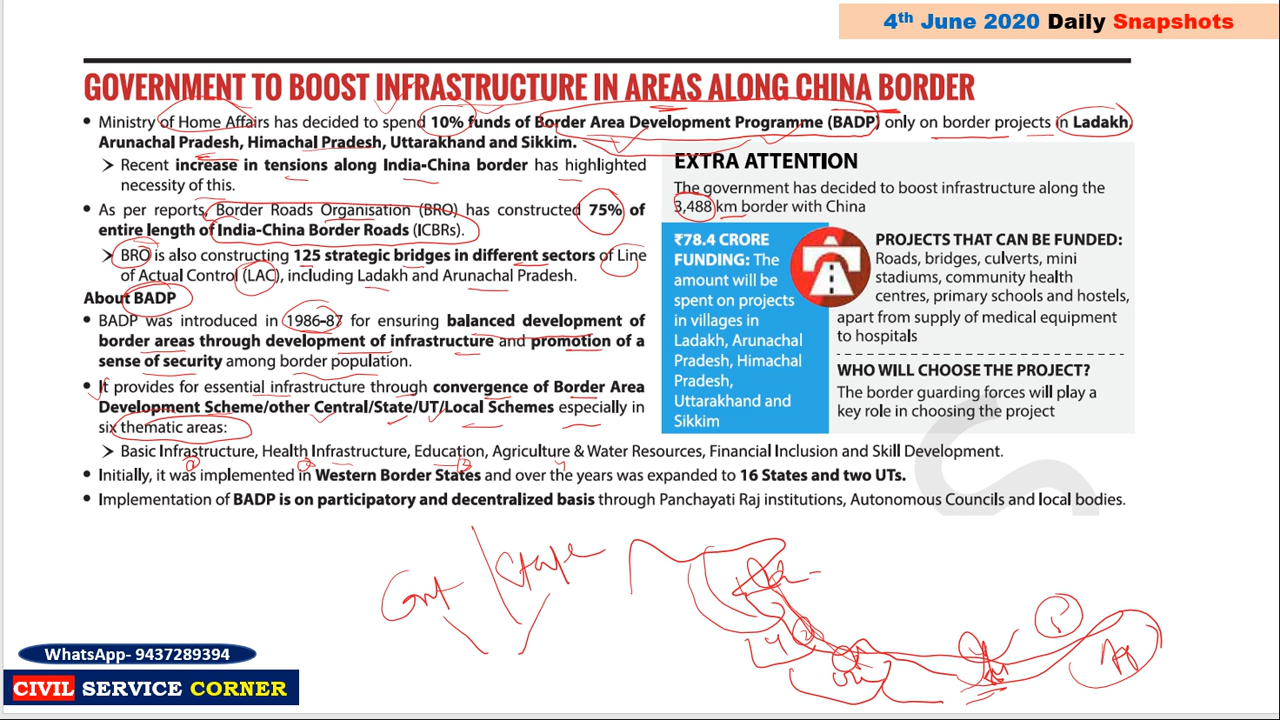 4th June 2020 Daily Snapshots
GOVERNMENT TO BOOST INFRASTRUCTURE IN AREAS ALONG CHINA BORDER
• Ministry of Home Affairs has decided to spend 10% funds of Border Area Development Programme (BADP) only on border projects in Ladakh,
Arunachal Pradesh, Himachal Pradesh, Uttarakhand and Sikkim.
➤ Recent increase in tensions along India-China border has highlighted
necessity of this.
• As per reports, Border Roads Organisation (BRO) has constructed 75% of
entire length of India-China Border Roads (ICBRs).
➤ BRO is also constructing 125 strategic bridges in different sectors of Line
of Actual Control (LAC), including Ladakh and Arunachal Pradesh.
About BADP
• BADP was introduced in 1986-87 for ensuring balanced development of
border areas through development of infrastructure and promotion of a
sense of security among border population.
• It provides for essential infrastructure through convergence of Border Area
Development Scheme/other Central/State/UT/Local Schemes especially in
six thematic areas:
➤ Basic Infrastructure, Health Infrastructure, Education, Agriculture & Water Resources, Financial Inclusion and Skill Development.
• Initially, it was implemented in Western Border States and over the years was expanded to 16 States and two UTs.
• Implementation of BADP is on participatory and decentralized basis through Panchayati Raj institutions, Autonomous Councils and local bodies.
EXTRA ATTENTION
The government has decided to boost infrastructure along the
3,488 km border with China
₹78.4 CRORE
FUNDING: The
amount will be
spent on projects
in villages in
Ladakh, Arunachal
Pradesh, Himachal
Pradesh,
Uttarakhand and
Sikkim
PROJECTS THAT CAN BE FUNDED:
Roads, bridges, culverts, mini
stadiums, community health
centres, primary schools and hostels,
apart from supply of medical equipment
to hospitals
WHO WILL CHOOSE THE PROJECT?
The border guarding forces will play a
key role in choosing the project
WhatsApp- 9437289394
CIVIL SERVICE CORNER